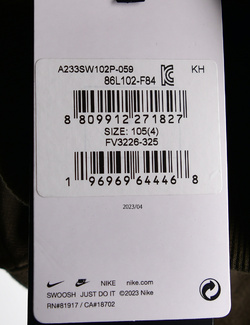 A233SW102P-059 KH
86L102-F84
8 809912 271827
SIZE: 105(4)
FV3226-325
1 96969 64446 8
2023/04
NIKE nike.com
SWOOSH JUST DO IT ©2023 Nike
RN#81917 / CA#18702